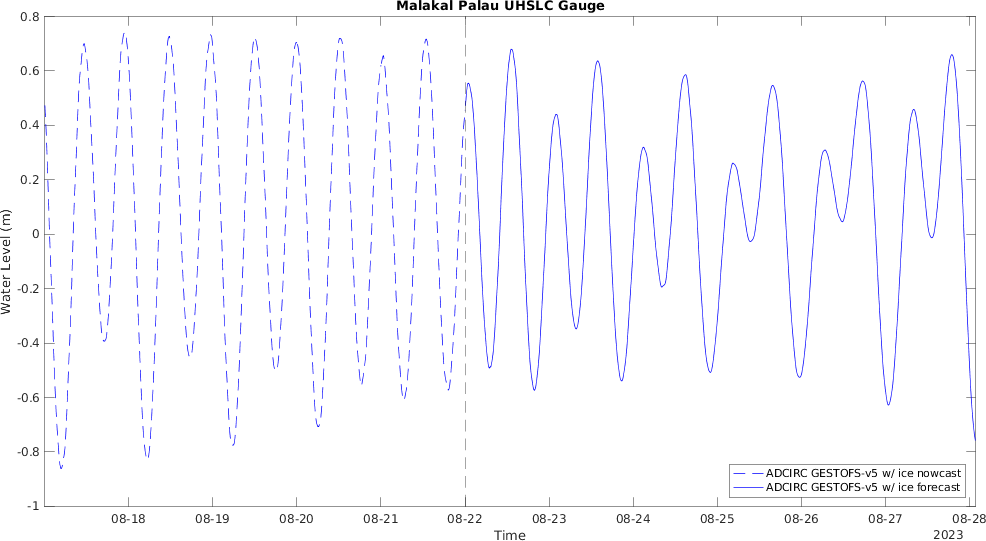 Malakal Palau UHSLC Gauge
0.8
0.6
0.4
0.2
0
-0.2
-0.4
-0.6
-0.8
-1
Water Level (m)
ADCIRC GESTOFS-v5 w/ ice nowcast
ADCIRC GESTOFS-v5 w/ ice forecast
08-18 08-19 08-20 08-21 08-22 08-23 08-24 08-25 08-26 08-27 08-28
Time
2023